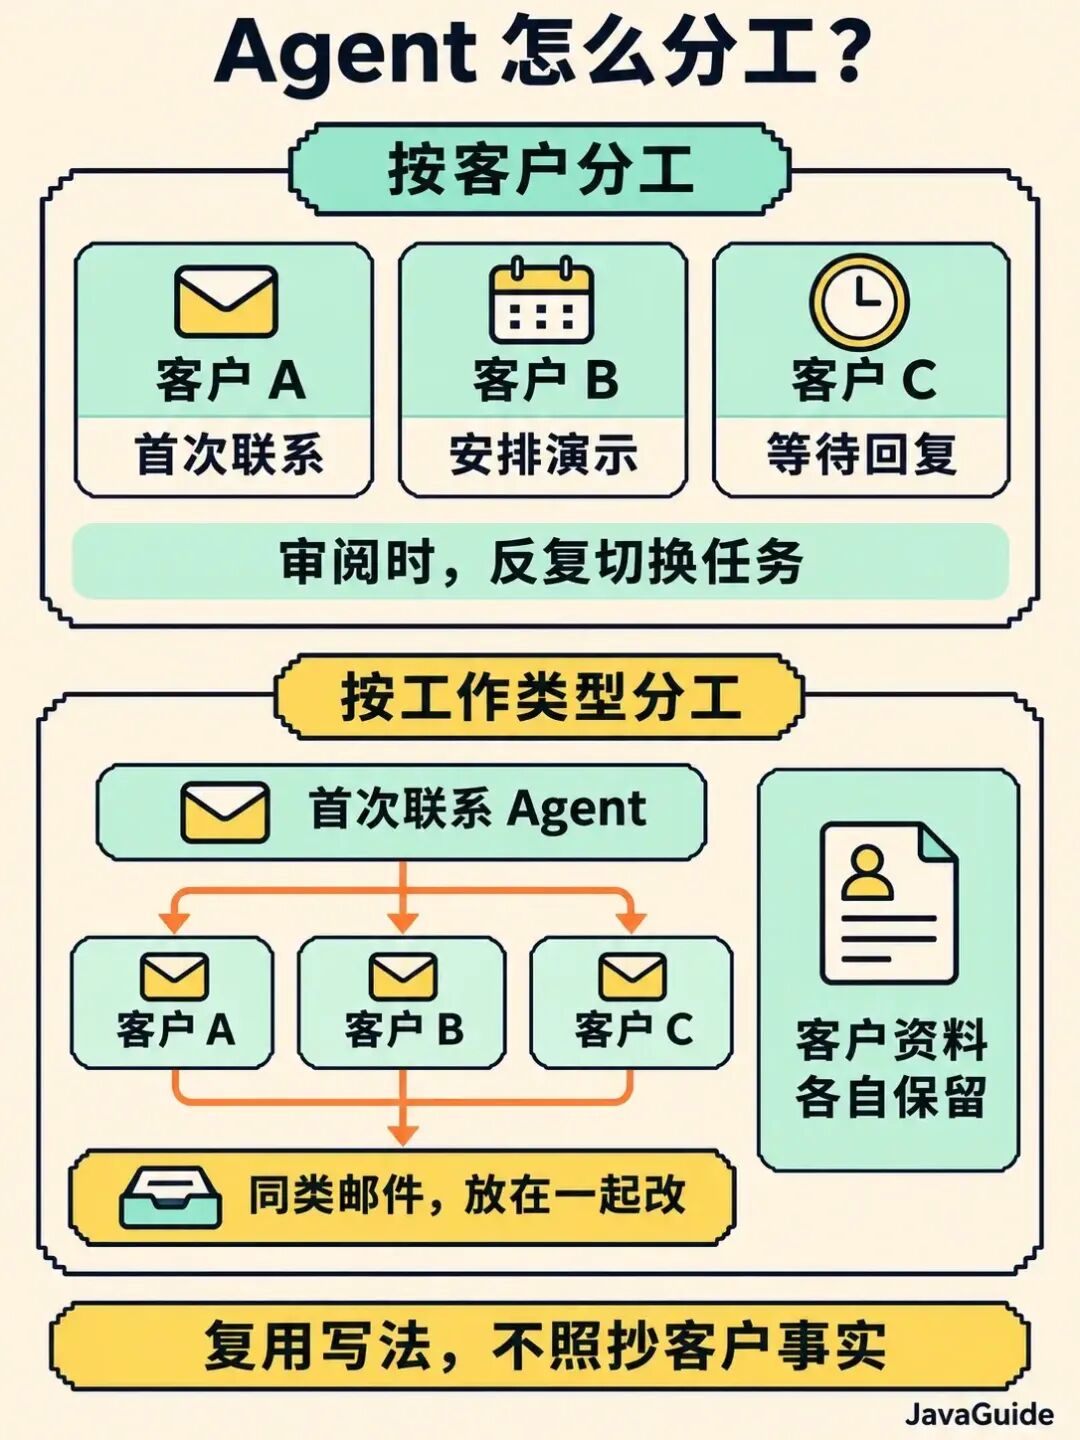 Agent 怎么分工？
按客户分工
客户 A
首次联系
客户 B
安排演示
客户 C
等待回复
审阅时，反复切换任务
按工作类型分工
首次联系 Agent
客户 A
客户 B
客户 C
客户资料
各自保留
同类邮件，放在一起改
复用写法，不照抄客户事实
JavaGuide